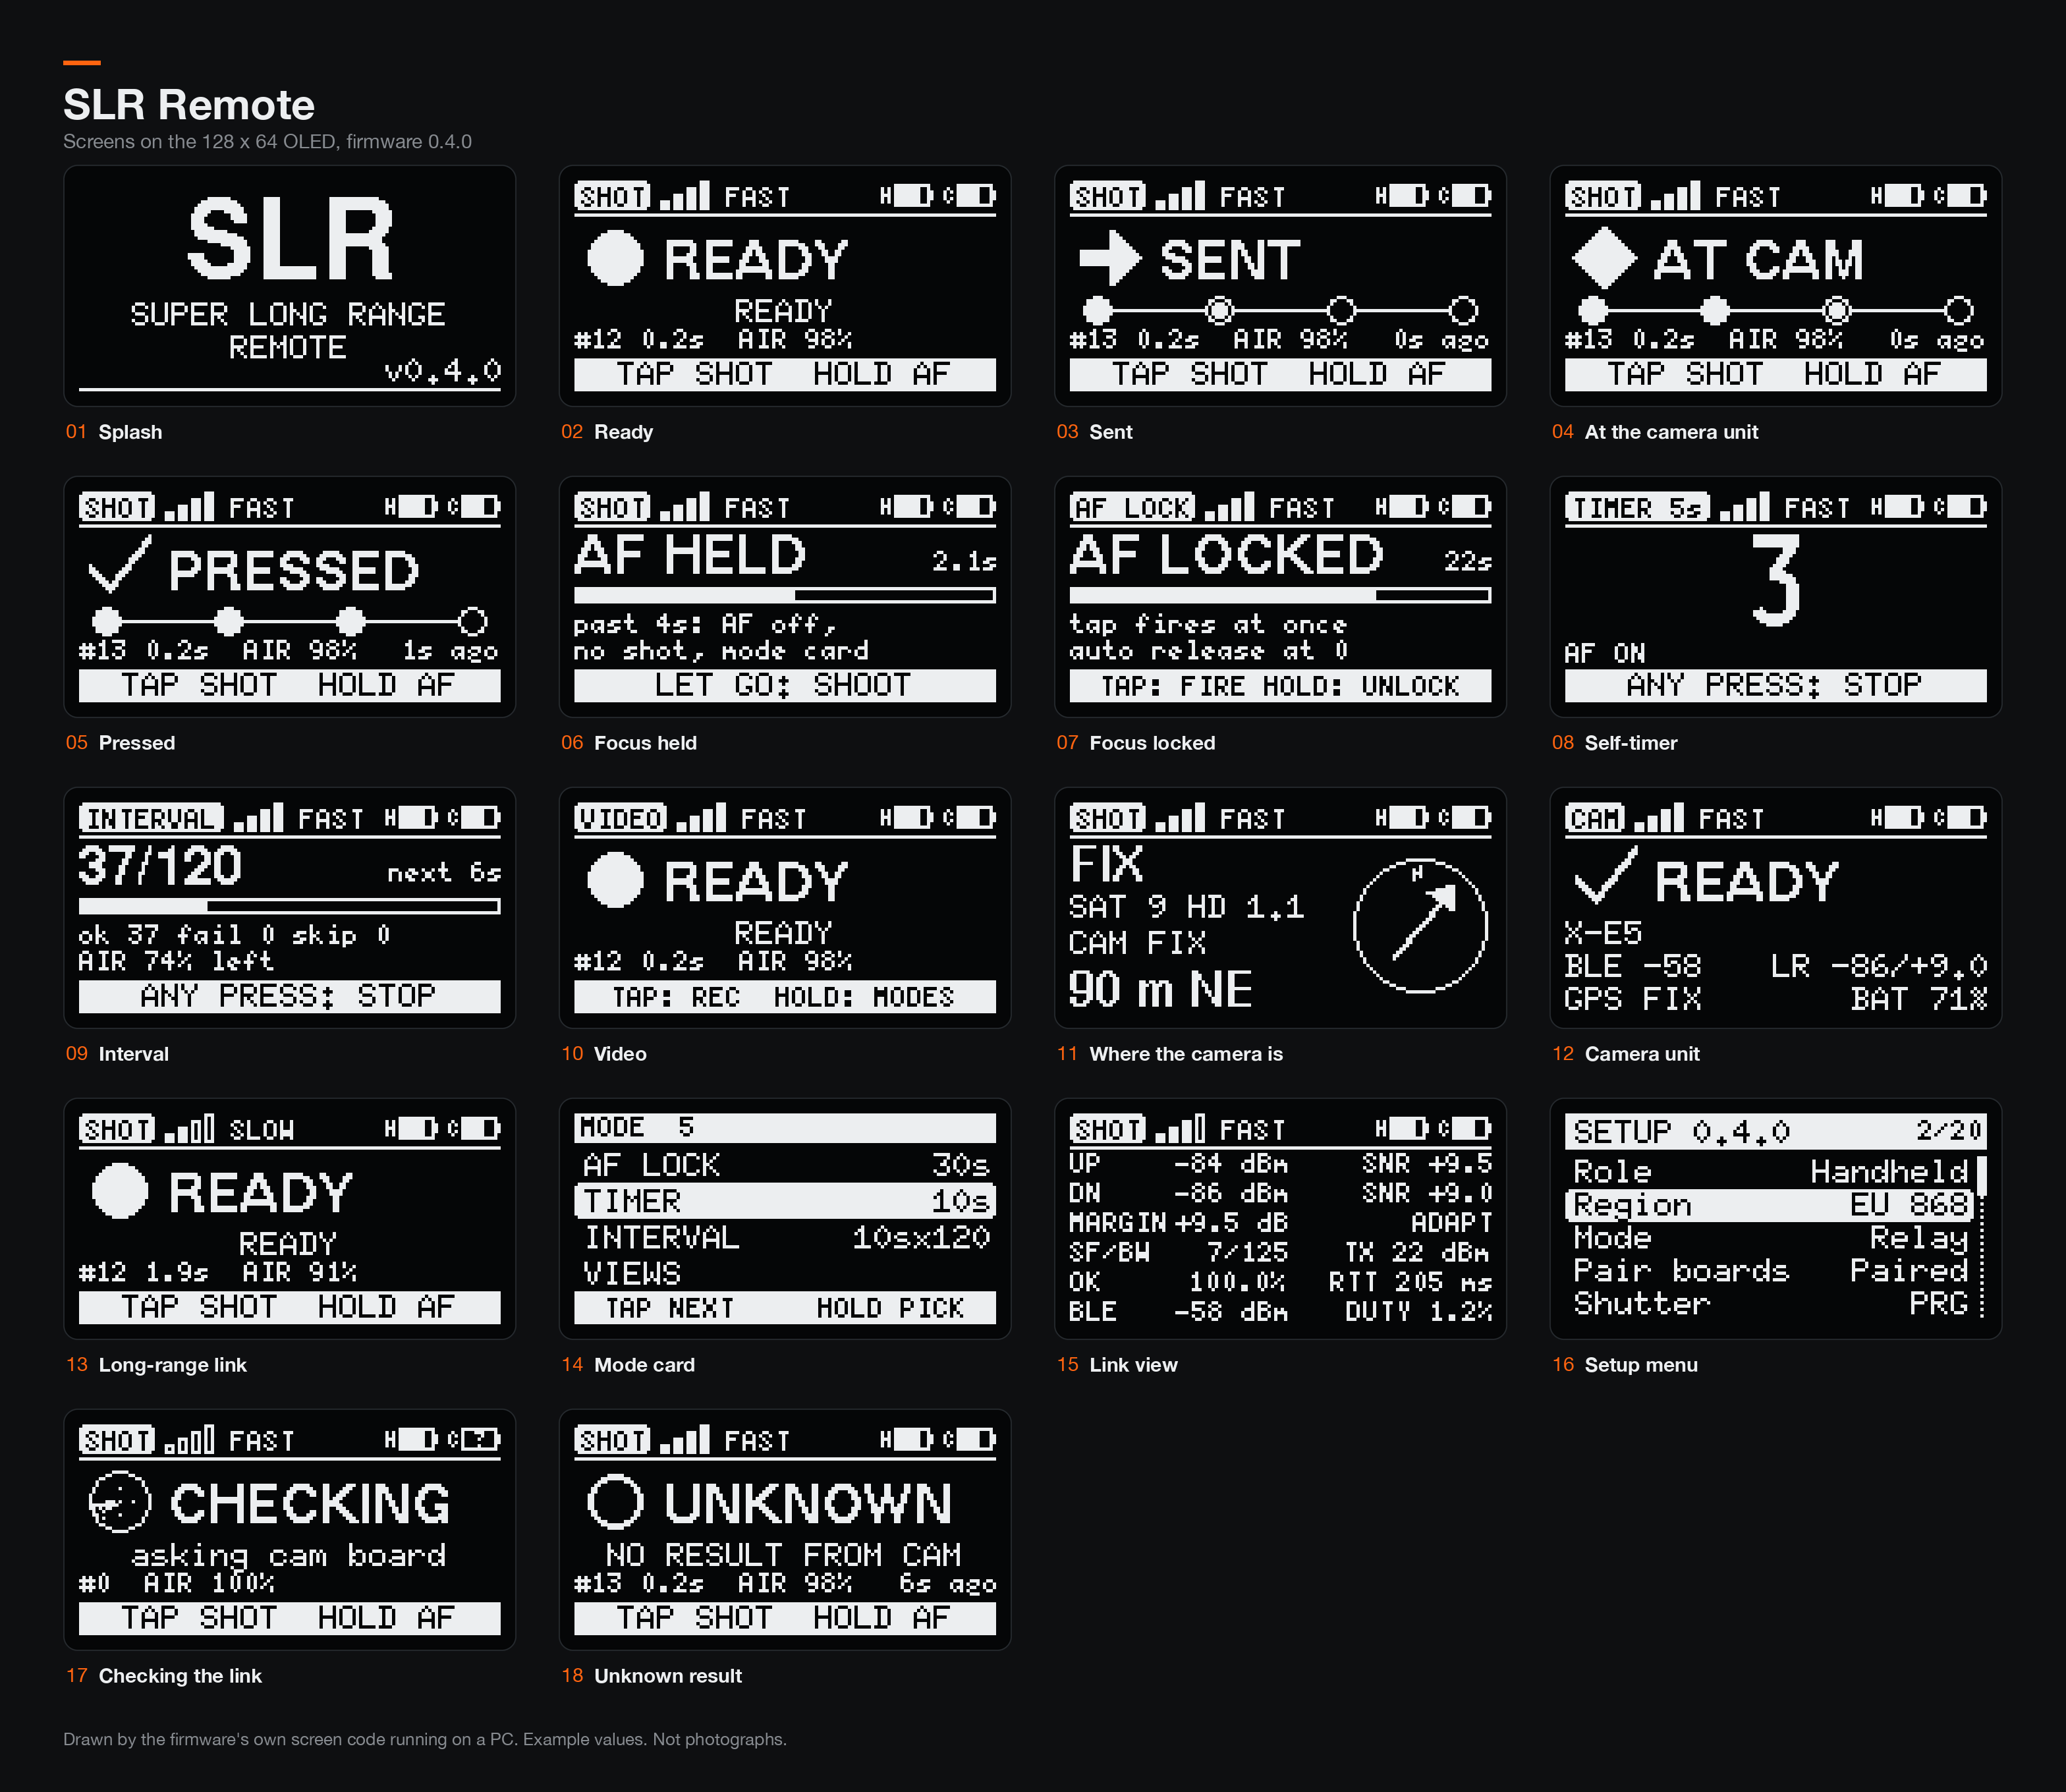 SLR Remote
Screens on the 128 x 64 OLED, firmware 0.4.0
SLR
SUPER LONG RANGE
REMOTE
v0.4.0
01 Splash
SHOT FAST H C
READY
READY
#12 0.2s AIR 98%
TAP SHOT HOLD AF
02 Ready
SHOT FAST H C
SENT
#13 0.2s AIR 98% 0s ago
TAP SHOT HOLD AF
03 Sent
SHOT FAST H C
AT CAM
#13 0.2s AIR 98% 0s ago
TAP SHOT HOLD AF
04 At the camera unit
SHOT FAST H C
PRESSED
#13 0.2s AIR 98% 1s ago
TAP SHOT HOLD AF
05 Pressed
SHOT FAST H C
AF HELD 2.1s
past 4s: AF off,
no shot, mode card
LET GO: SHOOT
06 Focus held
AF LOCK FAST H C
AF LOCKED 22s
tap fires at once
auto release at 0
TAP: FIRE HOLD: UNLOCK
07 Focus locked
TIMER 5s FAST H C
3
AF ON
ANY PRESS: STOP
08 Self-timer
INTERVAL FAST H C
37/120 next 6s
ok 37 fail 0 skip 0
AIR 74% left
ANY PRESS: STOP
09 Interval
VIDEO FAST H C
READY
READY
#12 0.2s AIR 98%
TAP: REC HOLD: MODES
10 Video
SHOT FAST H C
FIX
N
SAT 9 HD 1.1
CAM FIX
90 m NE
11 Where the camera is
CAM FAST H C
READY
X-E5
BLE -58 LR -86/+9.0
GPS FIX BAT 71%
12 Camera unit
SHOT SLOW H C
READY
READY
#12 1.9s AIR 91%
TAP SHOT HOLD AF
13 Long-range link
MODE 5
AF LOCK 30s
TIMER 10s
INTERVAL 10sx120
VIEWS
TAP NEXT HOLD PICK
14 Mode card
SHOT FAST H C
UP -84 dBm SNR +9.5
DN -86 dBm SNR +9.0
MARGIN +9.5 dB ADAPT
SF/BW 7/125 TX 22 dBm
OK 100.0% RTT 205 ms
BLE -58 dBm DUTY 1.2%
15 Link view
SETUP 0.4.0 2/20
Role Handheld
Region EU 868
Mode Relay
Pair boards Paired
Shutter PRG
16 Setup menu
SHOT FAST H C ?
CHECKING
asking cam board
#0 AIR 100%
TAP SHOT HOLD AF
17 Checking the link
SHOT FAST H C
UNKNOWN
NO RESULT FROM CAM
#13 0.2s AIR 98% 6s ago
TAP SHOT HOLD AF
18 Unknown result
Drawn by the firmware's own screen code running on a PC. Example values. Not photographs.